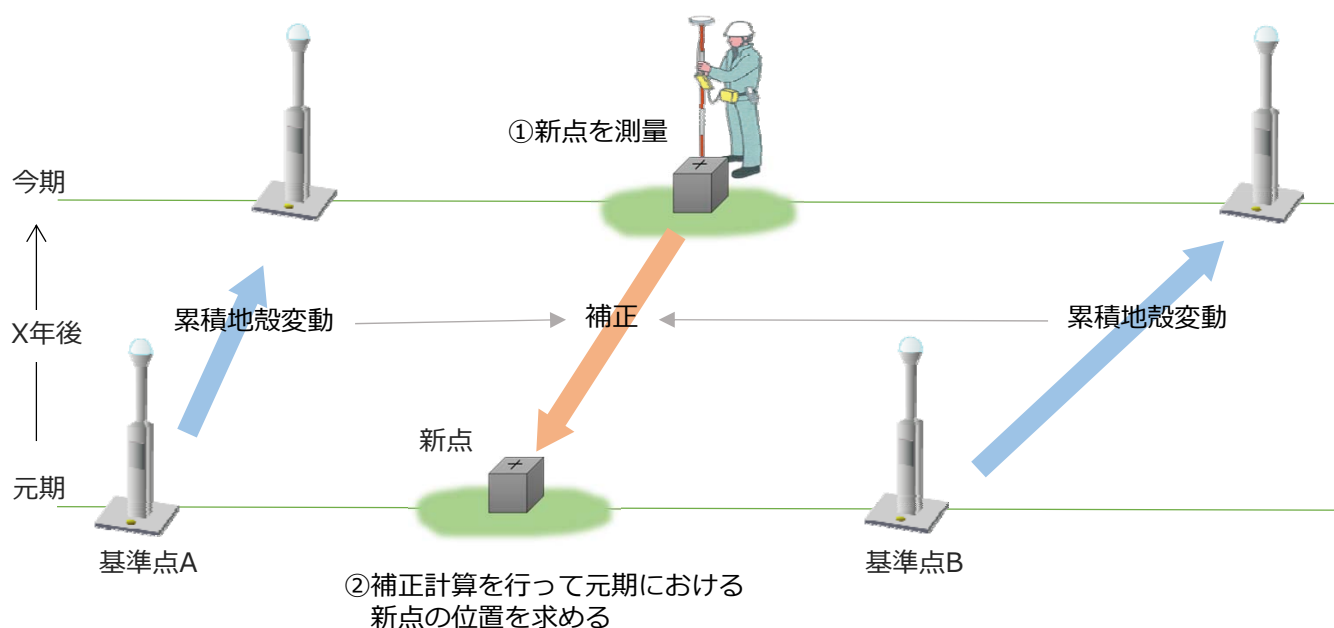 ①新点を測量
今期
累積地殻変動
補正
累積地殻変動
X年後
新点
元期
基準点A
基準点B
②補正計算を行って元期における
新点の位置を求める